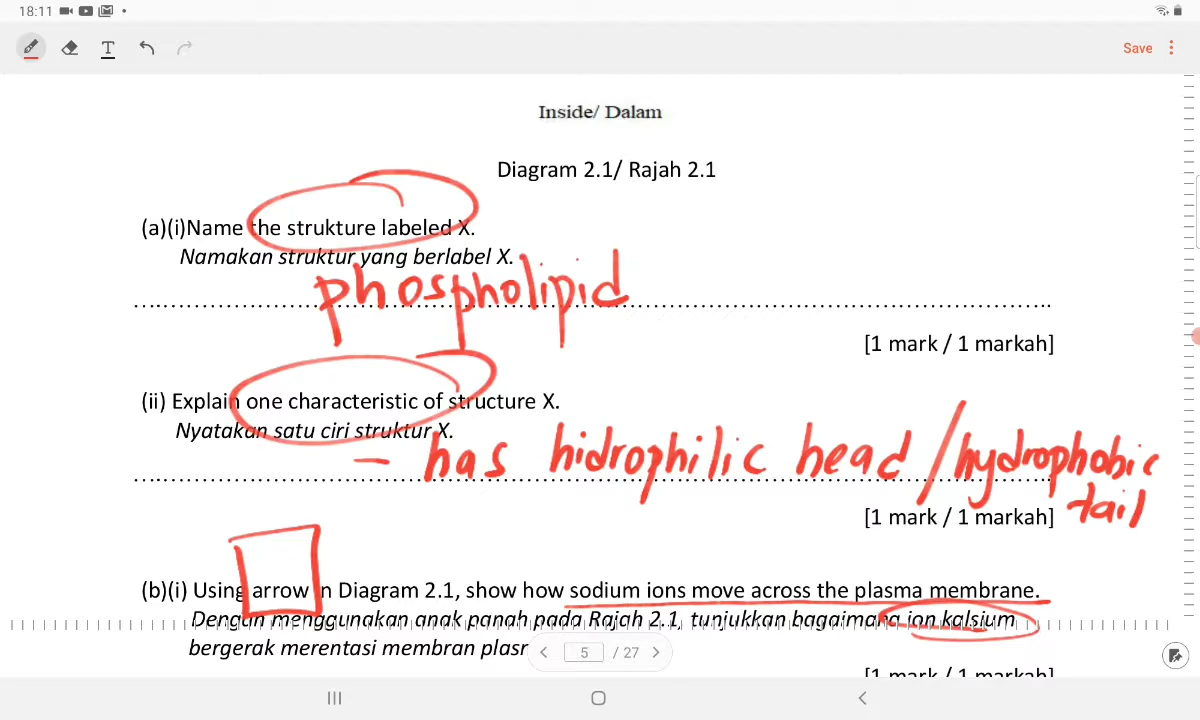 18:11
T
Save
Inside/ Dalam
Diagram 2.1/ Rajah 2.1
(a)(i)Name the strukture labeled X.
Namakan struktur yang berlabel X.
phospholipid
[1 mark / 1 markah]
(ii) Explain one characteristic of structure X.
Nyatakan satu ciri struktur X.
– has hidrophilic head / hydrophobic
tail
[1 mark / 1 markah]
(b)(i) Using arrow in Diagram 2.1, show how sodium ions move across the plasma membrane.
Dengan menggunakan anak panah pada Rajah 2.1, tunjukkan bagaimana ion kalsium
bergerak merentasi membran
5 / 27
[1 mark / 1 markah]